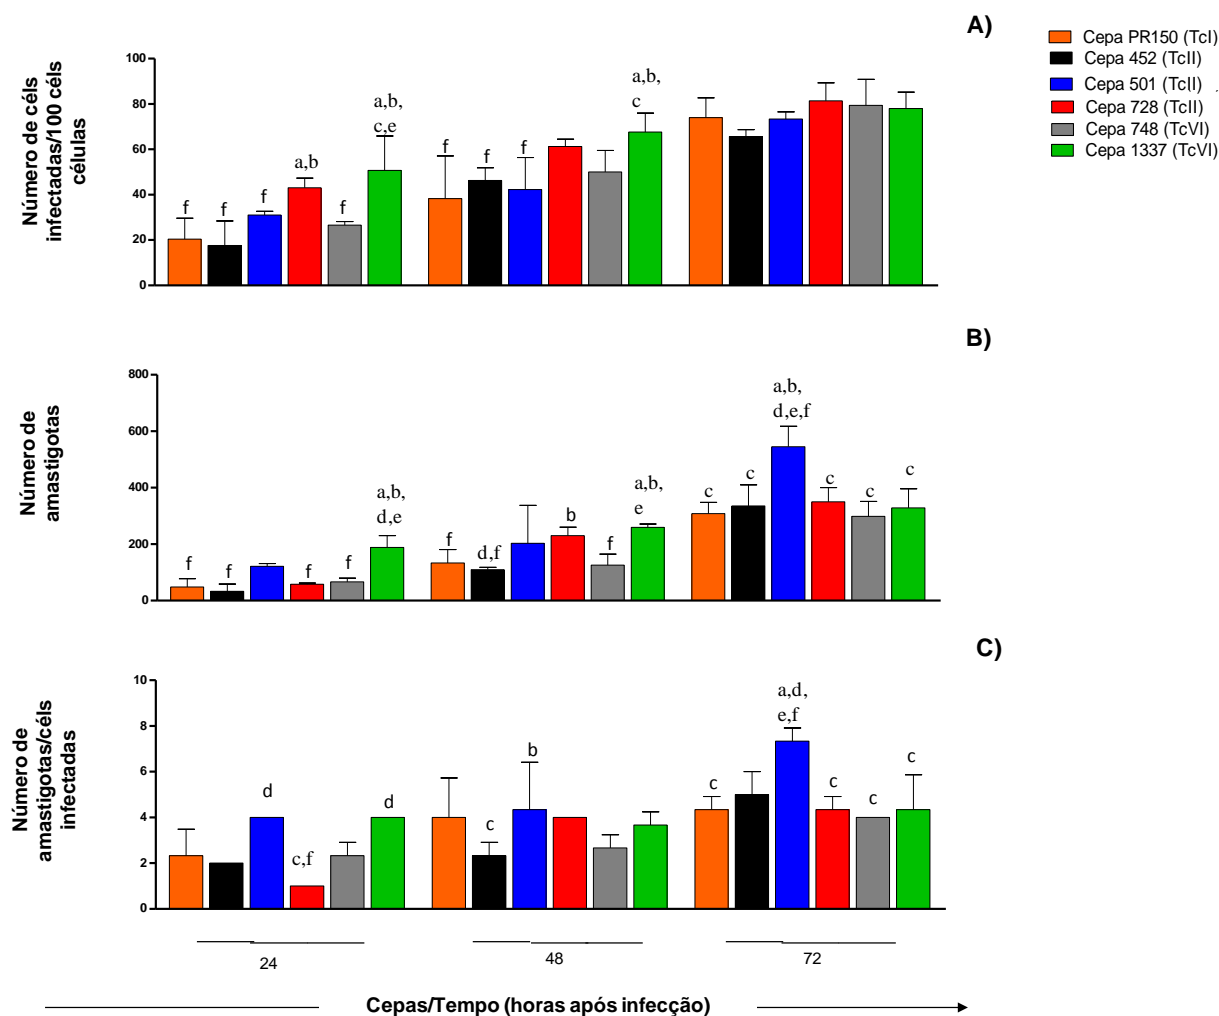 A)
Cepa PR150 (TcI)
Cepa 452 (TcII)
Cepa 501 (TcII)
Cepa 728 (TcII)
Cepa 748 (TcVI)
Cepa 1337 (TcVI)
Número de céls
infectadas/100 céls
células
100
80
60
40
20
0
f
f
f
a,b
f
a,b,
c,e
f
f
f
a,b,
c
B)
Número de
amastigotas
800
600
400
200
0
f
f
f
f
a,b,
d,e
f
d,f
b
f
a,b,
e
c
c
a,b,
d,e,f
c
c
c
C)
Número de
amastigotas/céls
infectadas
10
8
6
4
2
0
d
c,f
d
c
b
c
a,d,
e,f
c
c
c
24
48
72
Cepas/Tempo (horas após infecção)